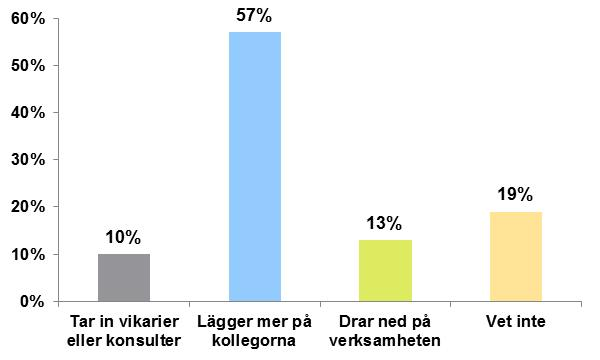 60%
57%
50%
40%
30%
20%
19%
13%
10%
10%
0%
Tar in vikarier
eller konsulter
Lägger mer på
kollegorna
Drar ned på
verksamheten
Vet inte